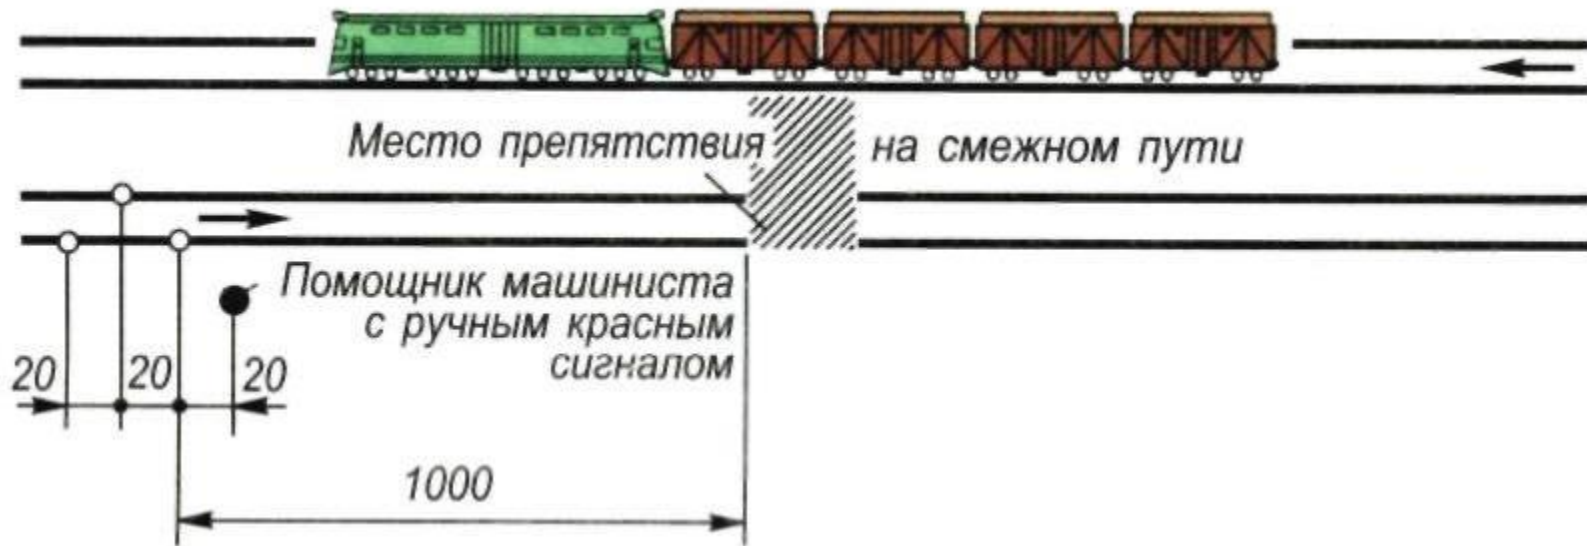 Место препятствия на смежном пути
Помощник машиниста
с ручным красным
сигналом
20 20 20
1000